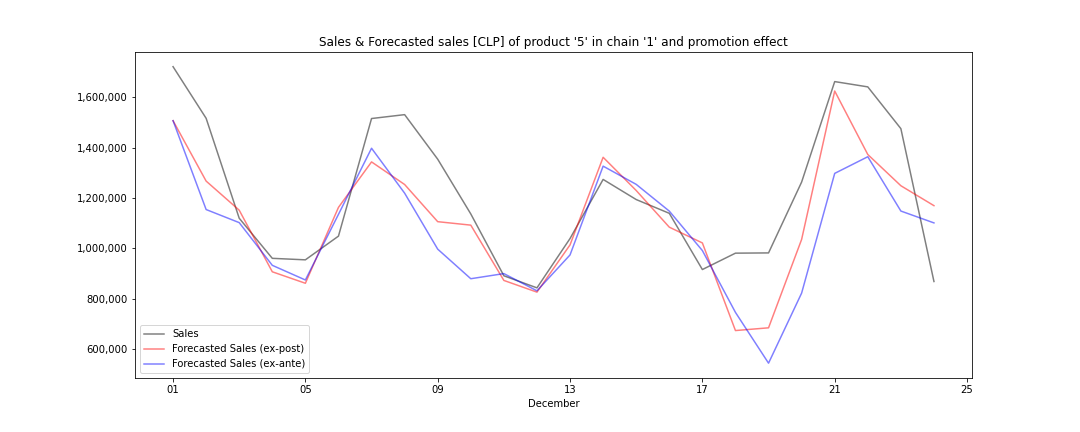 Sales & Forecasted sales [CLP] of product '5' in chain '1' and promotion effect
1,600,000
1,400,000
1,200,000
1,000,000
800,000
600,000
Sales
Forecasted Sales (ex-post)
Forecasted Sales (ex-ante)
01 05 09 13 17 21 25
December